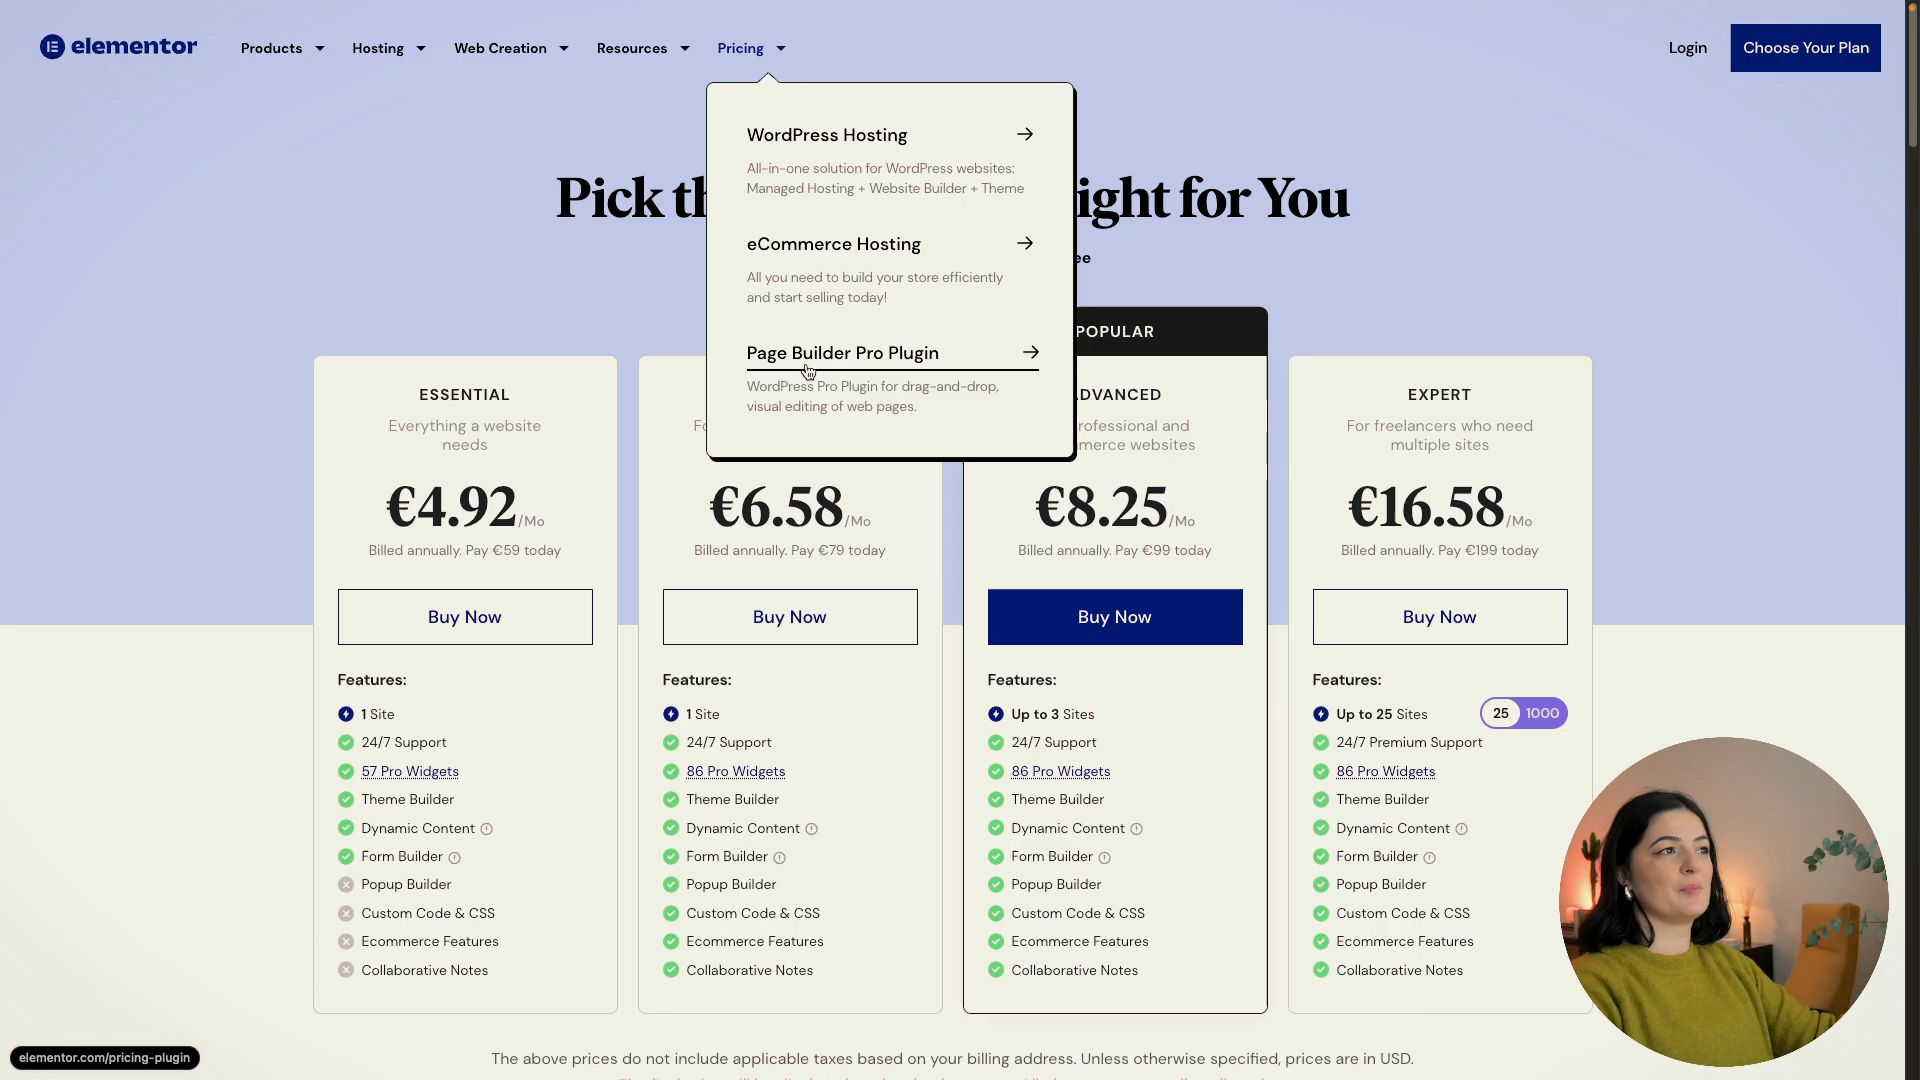 elementor
Products
Hosting
Web Creation
Resources
Pricing
Login
Choose Your Plan
WordPress Hosting
All-in-one solution for WordPress websites:
Managed Hosting + Website Builder + Theme
eCommerce Hosting
All you need to build your store efficiently
and start selling today!
Page Builder Pro Plugin
WordPress Pro Plugin for drag-and-drop,
visual editing of web pages.
Pick th ight for You
ee
POPULAR
ESSENTIAL
Everything a website
needs
€4.92/Mo
Billed annually. Pay €59 today
Buy Now
Features:
1 Site
24/7 Support
57 Pro Widgets
Theme Builder
Dynamic Content
Form Builder
Popup Builder
Custom Code & CSS
Ecommerce Features
Collaborative Notes
Fo
€6.58/Mo
Billed annually. Pay €79 today
Buy Now
Features:
1 Site
24/7 Support
86 Pro Widgets
Theme Builder
Dynamic Content
Form Builder
Popup Builder
Custom Code & CSS
Ecommerce Features
Collaborative Notes
DVANCED
rofessional and
merce websites
€8.25/Mo
Billed annually. Pay €99 today
Buy Now
Features:
Up to 3 Sites
24/7 Support
86 Pro Widgets
Theme Builder
Dynamic Content
Form Builder
Popup Builder
Custom Code & CSS
Ecommerce Features
Collaborative Notes
EXPERT
For freelancers who need
multiple sites
€16.58/Mo
Billed annually. Pay €199 today
Buy Now
Features:
Up to 25 Sites
25 1000
24/7 Premium Support
86 Pro Widgets
Theme Builder
Dynamic Content
Form Builder
Popup Builder
Custom Code & CSS
Ecommerce Features
Collaborative Notes
elementor.com/pricing-plugin
The above prices do not include applicable taxes based on your billing address. Unless otherwise specified, prices are in USD.